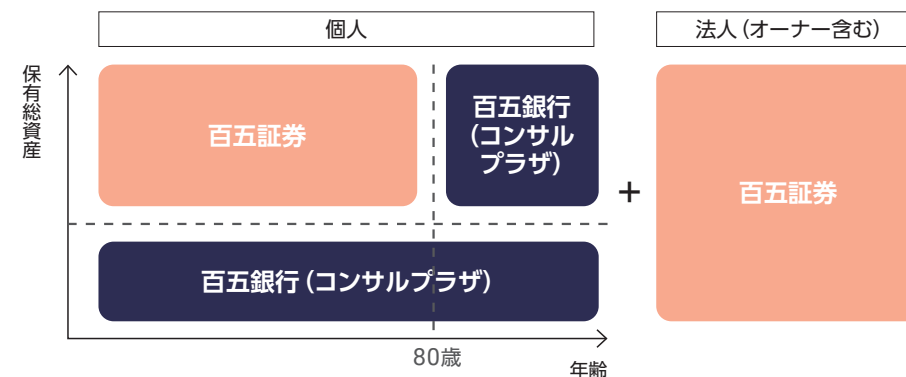 個人
法人（オーナー含む）
保有総資産
百五証券
百五銀行
（コンサル
プラザ）
+
百五証券
百五銀行（コンサルプラザ）
80歳
年齢